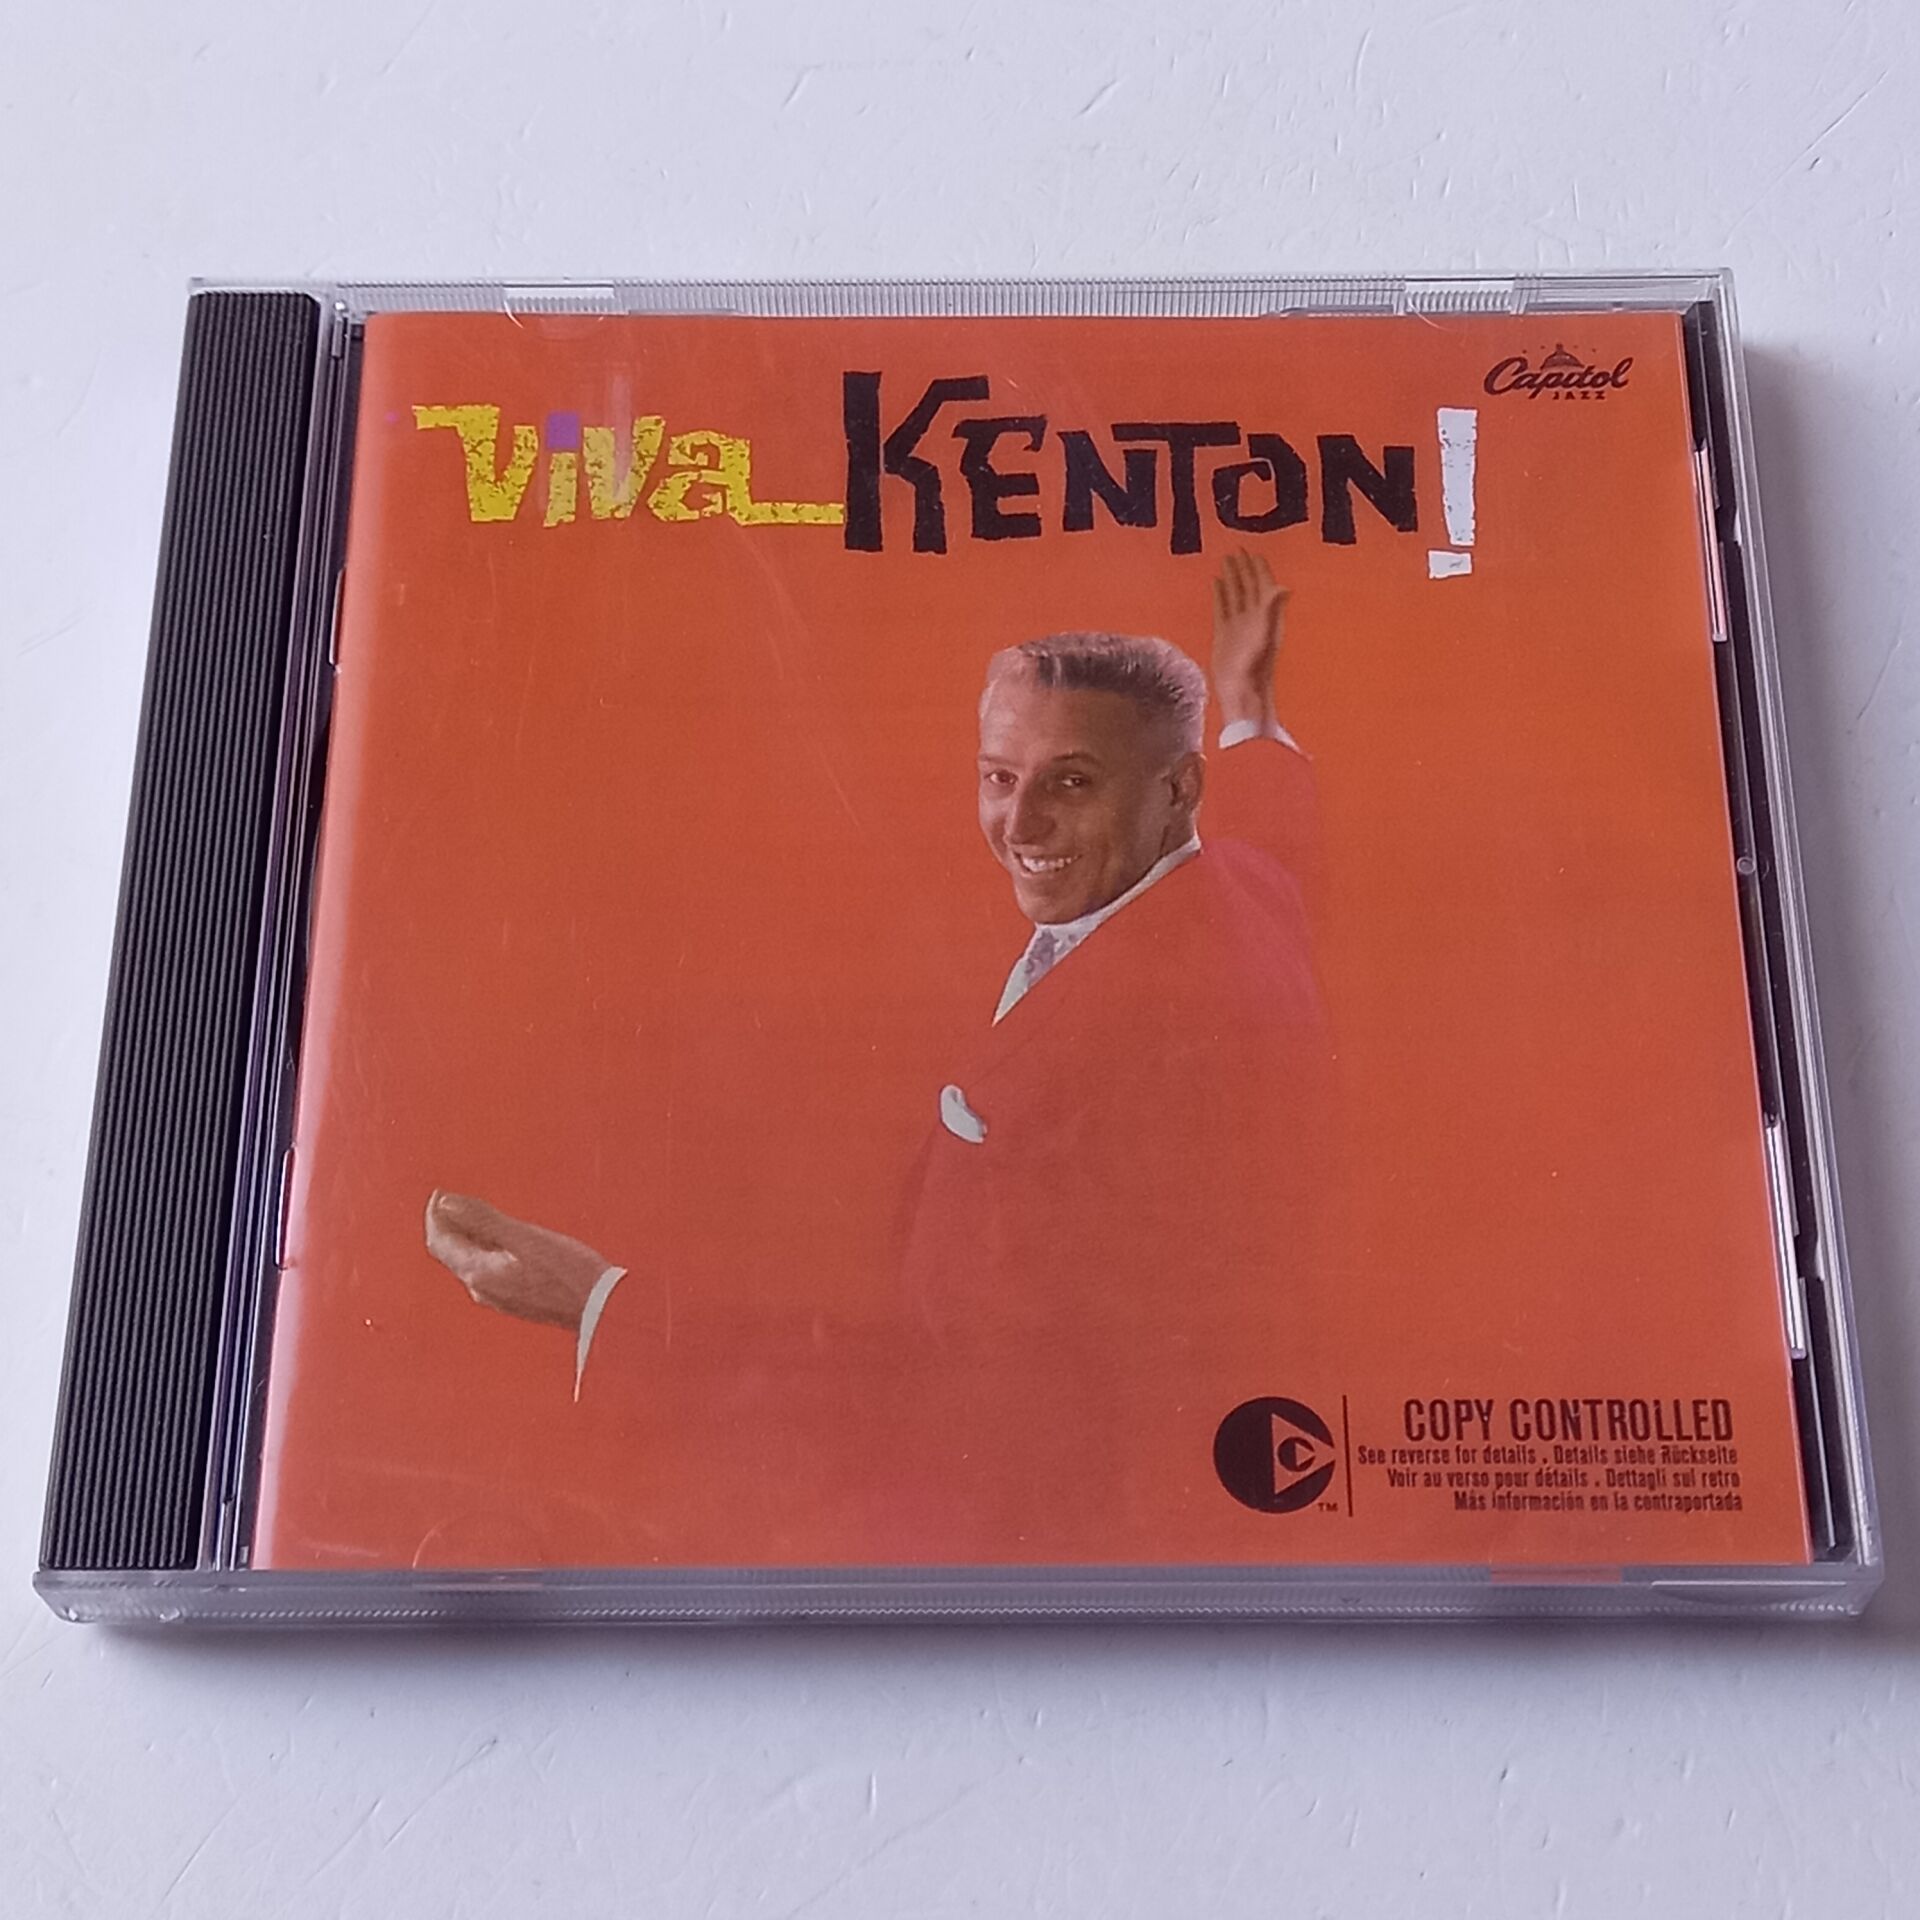 Capitol
JAZZ
Viva KENTON!
COPY CONTROLLED
See reverse for details . Details siehe Rückseite
Voir au verso pour détails . Dettagli sul retro
Más información en la contraportada
C
TM